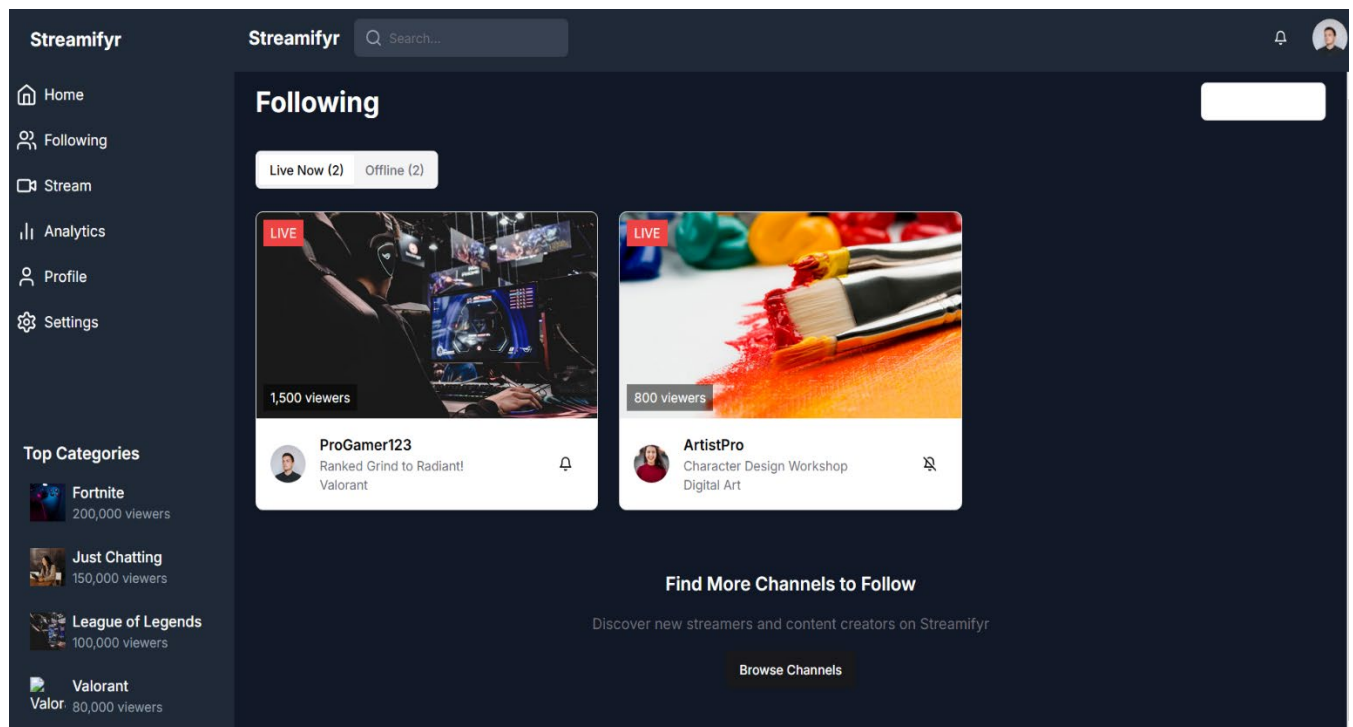 Streamifyr
Home
Following
Stream
Analytics
Profile
Settings
Top Categories
Fortnite
200,000 viewers
Just Chatting
150,000 viewers
League of Legends
100,000 viewers
Valorant
Valor
80,000 viewers
Streamifyr
Search...
Following
Live Now (2)
Offline (2)
LIVE
1,500 viewers
ProGamer123
Ranked Grind to Radiant!
Valorant
LIVE
800 viewers
ArtistPro
Character Design Workshop
Digital Art
Find More Channels to Follow
Discover new streamers and content creators on Streamifyr
Browse Channels